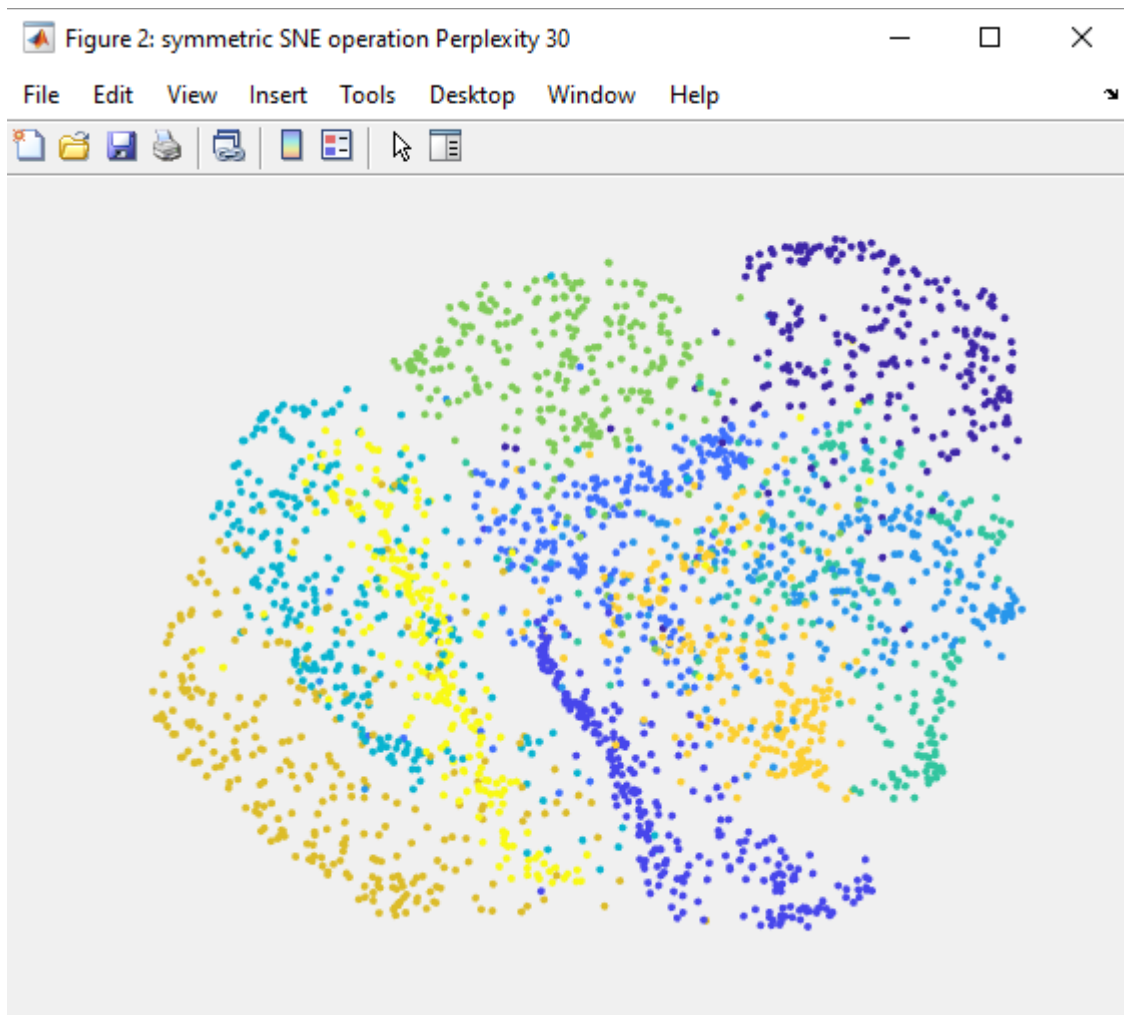 Figure 2: symmetric SNE operation Perplexity 30
File Edit View Insert Tools Desktop Window Help